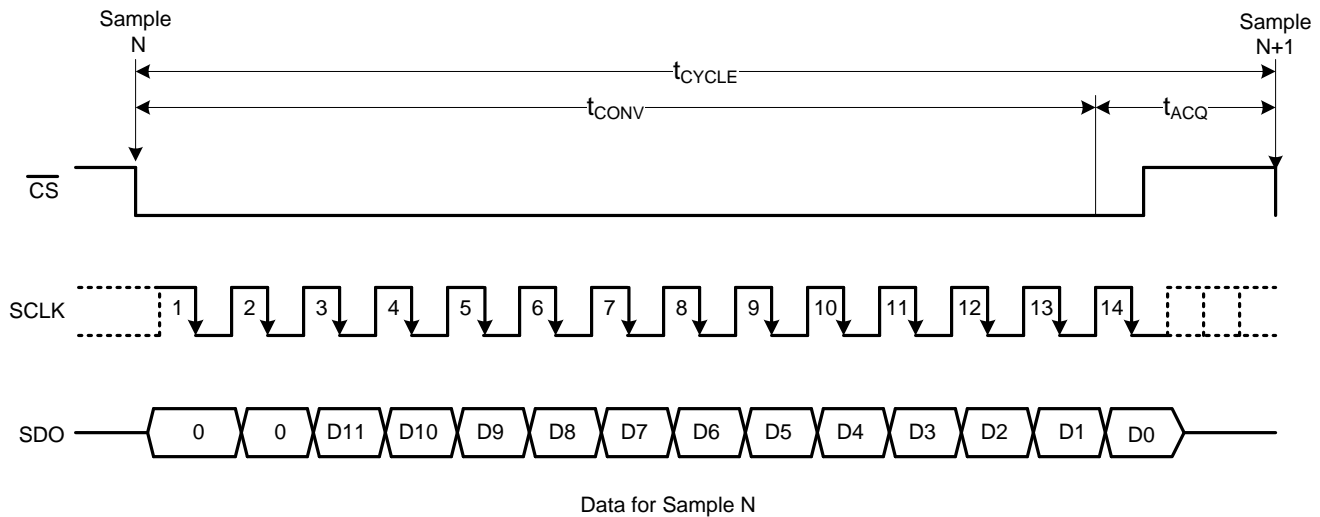 Sample
N
Sample
N+1
tCYCLE
tCONV
tACQ
CS
SCLK
1 2 3 4 5 6 7 8 9 10 11 12 13 14
SDO
0 0 D11 D10 D9 D8 D7 D6 D5 D4 D3 D2 D1 D0
Data for Sample N